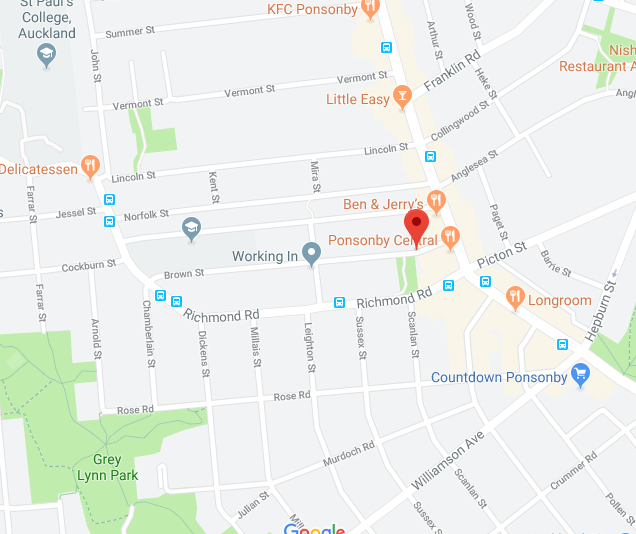 St Paul's
College,
Auckland
KFC Ponsonby
Summer St
John St
Arthur St
Wood St
Franklin Rd
Nish
Restaurant A
Vermont St
Vermont St
Vermont St
Heke St
Little Easy
Collingwood St
Angl
Lincoln St
Delicatessen
Lincoln St
Mira St
Anglesea St
Farrar St
Kent St
Jessel St
Norfolk St
Ben & Jerry's
Paget St
s
Ponsonby Central
Working In
Picton St
Barrie St
Cockburn St
Brown St
Hepburn St
Farrar St
Richmond Rd
Richmond Rd
Longroom
Arnold St
Chamberlain St
Dickens St
Millais St
Leighton St
Sussex St
Scanlan St
Countdown Ponsonby
Rose Rd
Rose Rd
Grey
Lynn Park
Murdoch Rd
Williamson Ave
Crummer Rd
Scanlan St
Pollen St
Julian St
Mil
Sussex S
Google